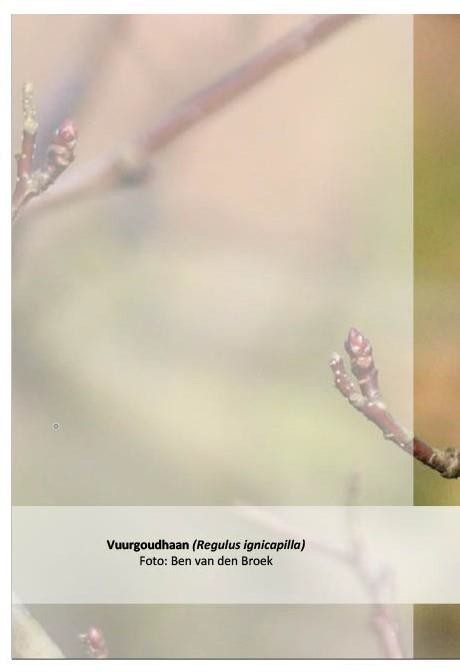 Vuurgoudhaan (Regulus ignicapilla)
Foto: Ben van den Broek